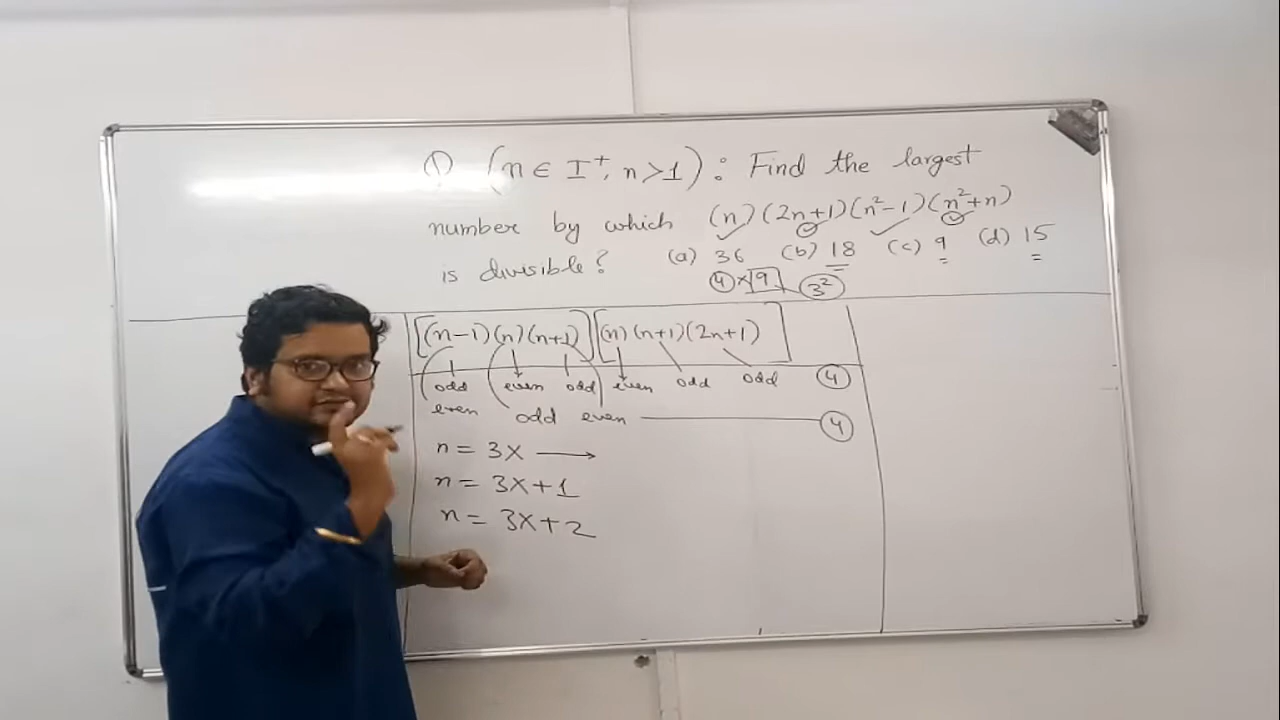 ① (n ∈ I⁺, n>1) : Find the largest
number by which (n)(2n+1)(n²-1)(n²+n)
is divisible? (a) 36 (b) 18 (c) 9 (d) 15
④×9 3²
[(n-1)(n)(n+1)][(n)(n+1)(2n+1)]
odd even odd even odd odd ④
even odd even ④
n = 3x →
n = 3x+1
n = 3x+2